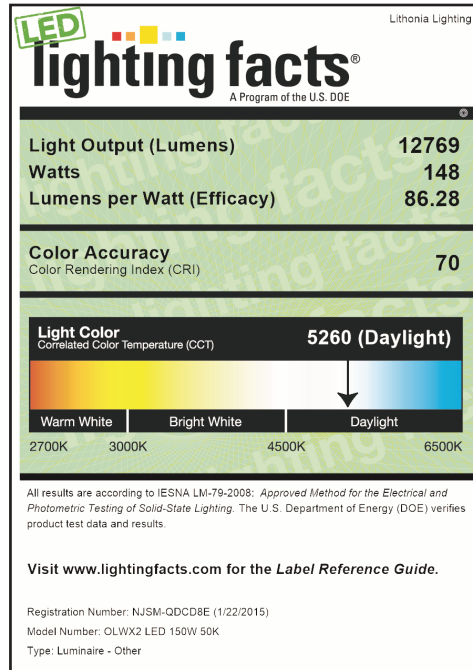 Lithonia Lighting
LED
lighting facts®
A Program of the U.S. DOE
Light Output (Lumens) 12769
Watts 148
Lumens per Watt (Efficacy) 86.28
Color Accuracy
Color Rendering Index (CRI) 70
Light Color
Correlated Color Temperature (CCT) 5260 (Daylight)
Warm White Bright White Daylight
2700K 3000K 4500K 6500K
All results are according to IESNA LM-79-2008: Approved Method for the Electrical and
Photometric Testing of Solid-State Lighting. The U.S. Department of Energy (DOE) verifies
product test data and results.
Visit www.lightingfacts.com for the Label Reference Guide.
Registration Number: NJSM-QDCD8E (1/22/2015)
Model Number: OLWX2 LED 150W 50K
Type: Luminaire - Other